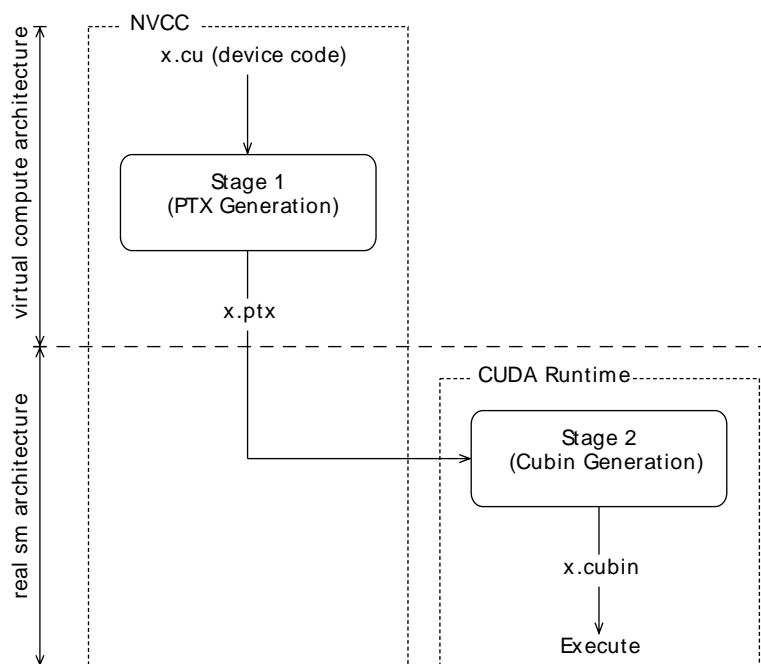 NVCC
x.cu (device code)
virtual compute architecture
Stage 1
(PTX Generation)
x.ptx
CUDA Runtime
real sm architecture
Stage 2
(Cubin Generation)
x.cubin
Execute